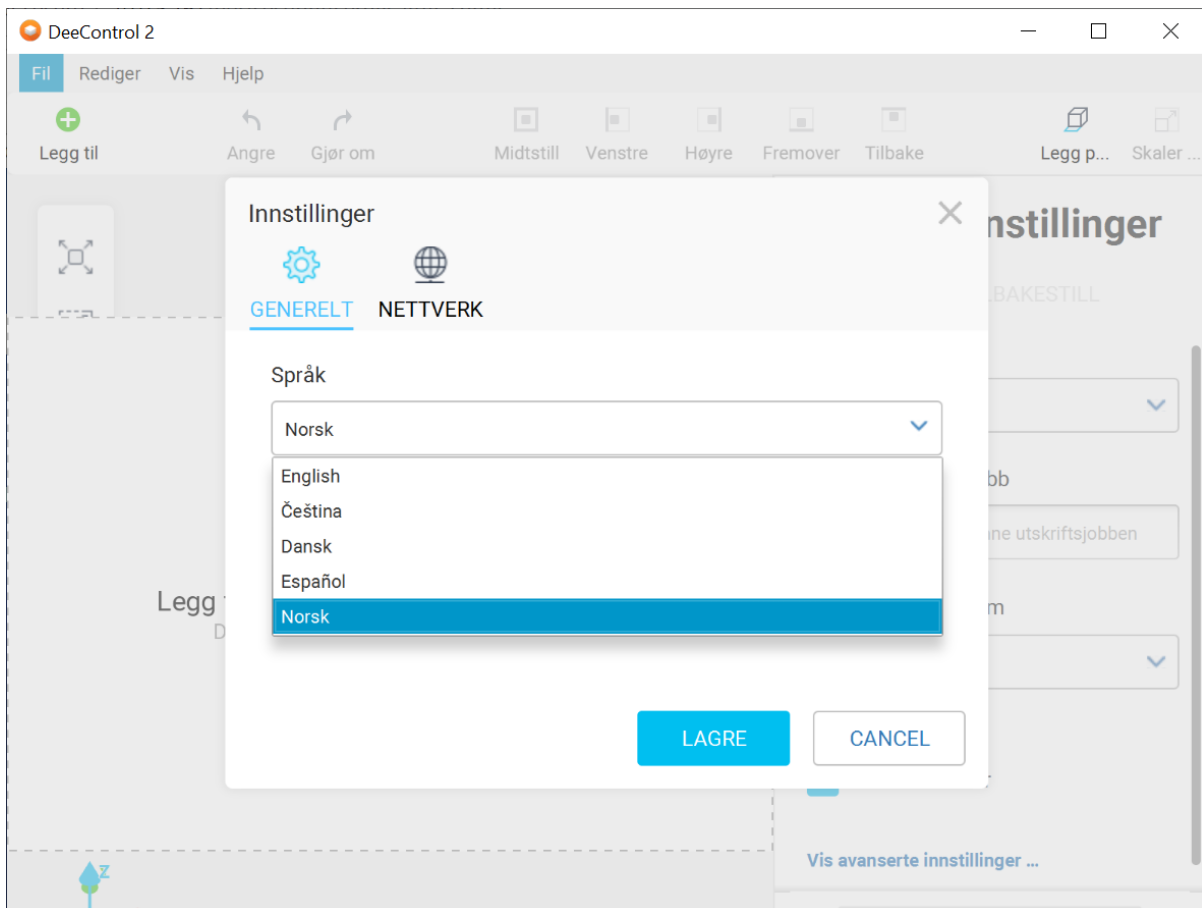 DeeControl 2
Fil Rediger Vis Hjelp
Legg til Angre Gjør om Midtstill Venstre Høyre Fremover Tilbake Legg p... Skaler ...
Innstillinger
nstillinger
GENERELT NETTVERK
BAKESTILL
Språk
Norsk
English
bb
Čeština
Dansk
ne utskriftsjobben
Español
Legg
Norsk
m
D
LAGRE CANCEL
Vis avanserte innstillinger ...
Z